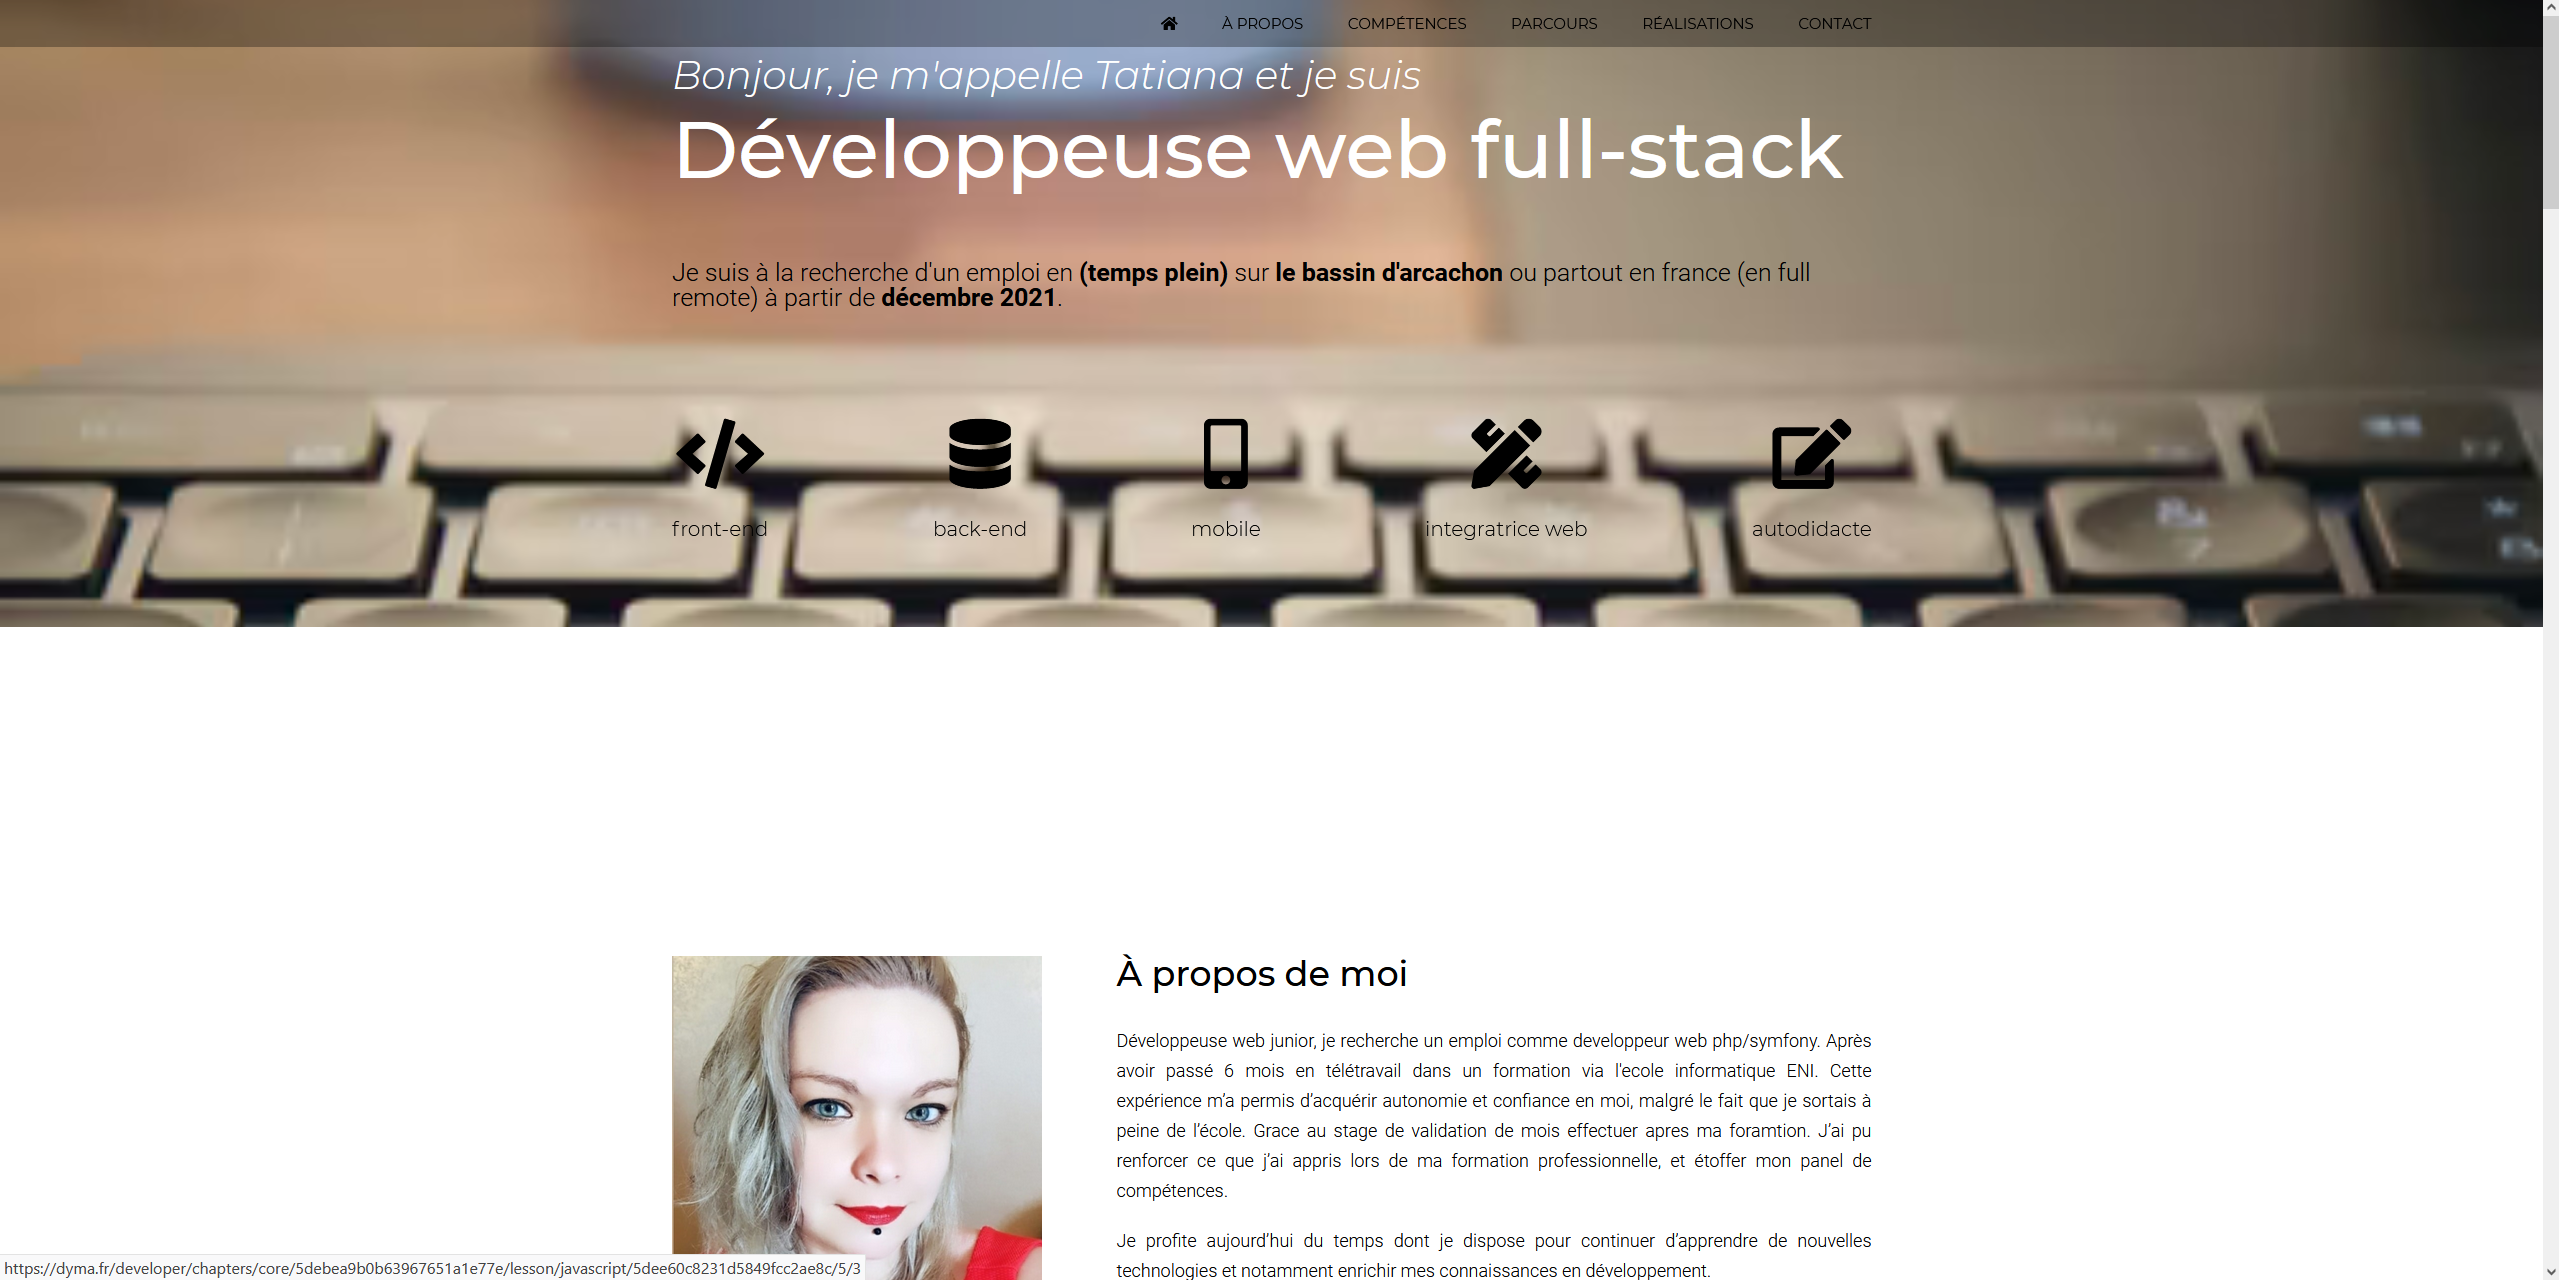 À PROPOS COMPÉTENCES PARCOURS RÉALISATIONS CONTACT
Bonjour, je m'appelle Tatiana et je suis
Développeuse web full-stack
Je suis à la recherche d'un emploi en (temps plein) sur le bassin d'arcachon ou partout en france (en full
remote) à partir de décembre 2021.
front-end back-end mobile integratrice web autodidacte
À propos de moi
Développeuse web junior, je recherche un emploi comme developpeur web php/symfony. Après
avoir passé 6 mois en télétravail dans un formation via l'ecole informatique ENI. Cette
expérience m’a permis d’acquérir autonomie et confiance en moi, malgré le fait que je sortais à
peine de l’école. Grace au stage de validation de mois effectuer apres ma foramtion. J’ai pu
renforcer ce que j’ai appris lors de ma formation professionnelle, et étoffer mon panel de
compétences.
Je profite aujourd’hui du temps dont je dispose pour continuer d’apprendre de nouvelles
technologies et notamment enrichir mes connaissances en développement.
https://dyma.fr/developer/chapters/core/5debea9b0b63967651a1e77e/lesson/javascript/5dee60c8231d5849fcc2ae8c/5/3